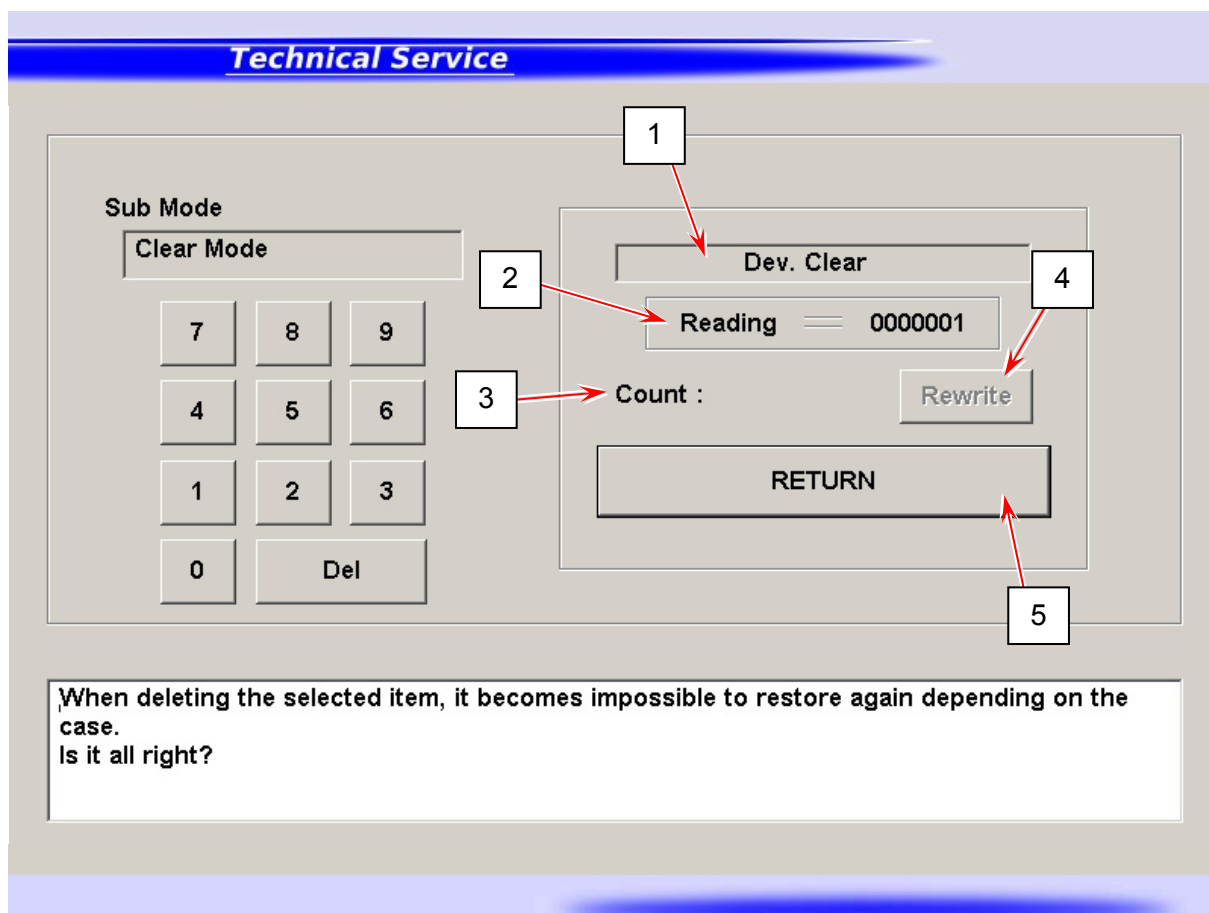 Technical Service
1
Sub Mode
Clear Mode
Dev. Clear
2
4
Reading 0000001
7 8 9
3
Count :
Rewrite
4 5 6
RETURN
1 2 3
0 Del
5
When deleting the selected item, it becomes impossible to restore again depending on the
case.
Is it all right?